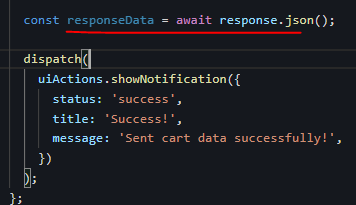 const responseData = await response.json();
dispatch(
uiActions.showNotification({
status: 'success',
title: 'Success!',
message: 'Sent cart data successfully!',
})
);
};